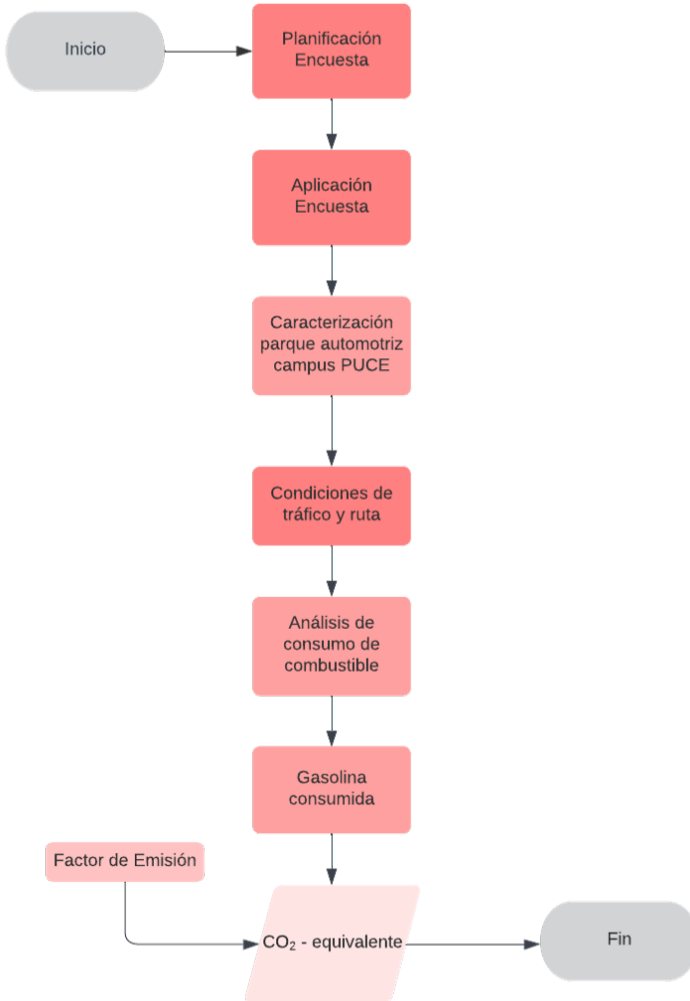 Inicio
Planificación
Encuesta
Aplicación
Encuesta
Caracterización
parque automotriz
campus PUCE
Condiciones de
tráfico y ruta
Análisis de
consumo de
combustible
Gasolina
consumida
Factor de Emisión
CO₂ - equivalente
Fin